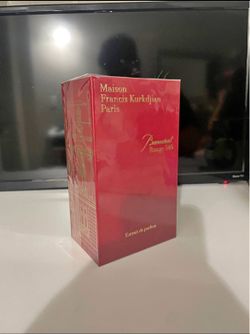 Maison
Francis Kurkdjian
Paris
Baccarat
Rouge 540
Extrait de parfum